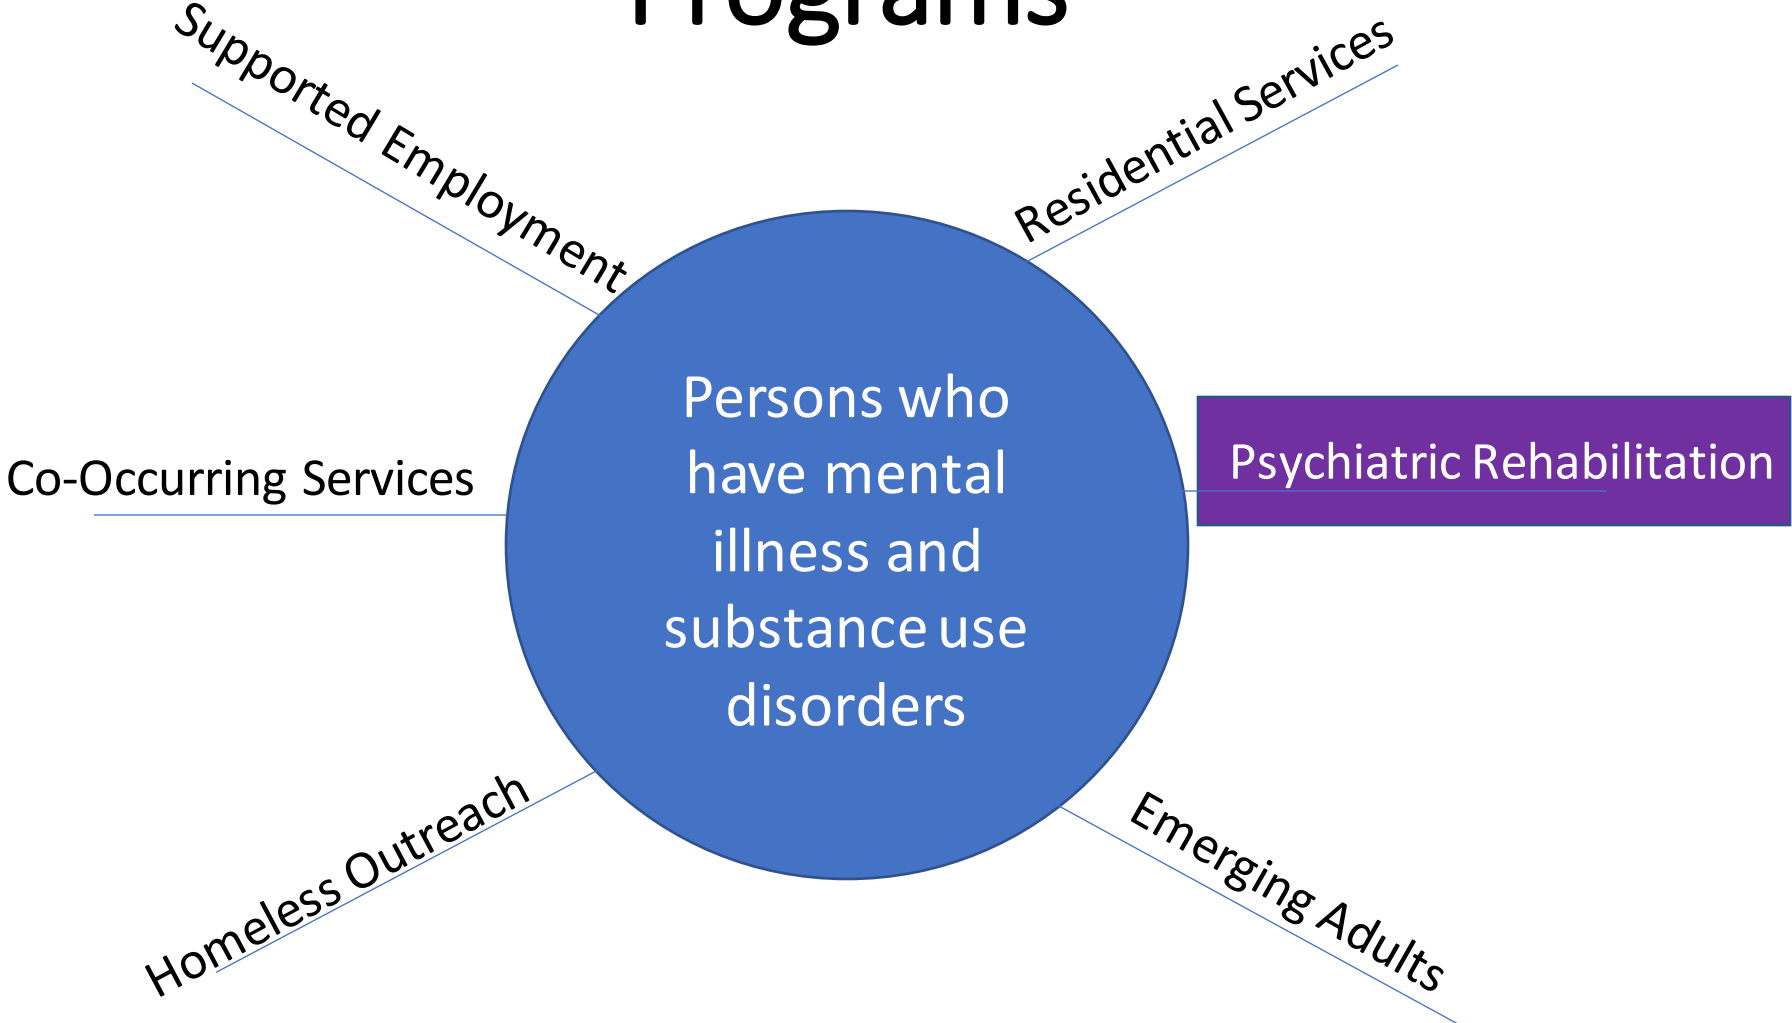 Programs
Supported Employment
Residential Services
Co-Occurring Services
Persons who
have mental
illness and
substance use
disorders
Psychiatric Rehabilitation
Homeless Outreach
Emerging Adults